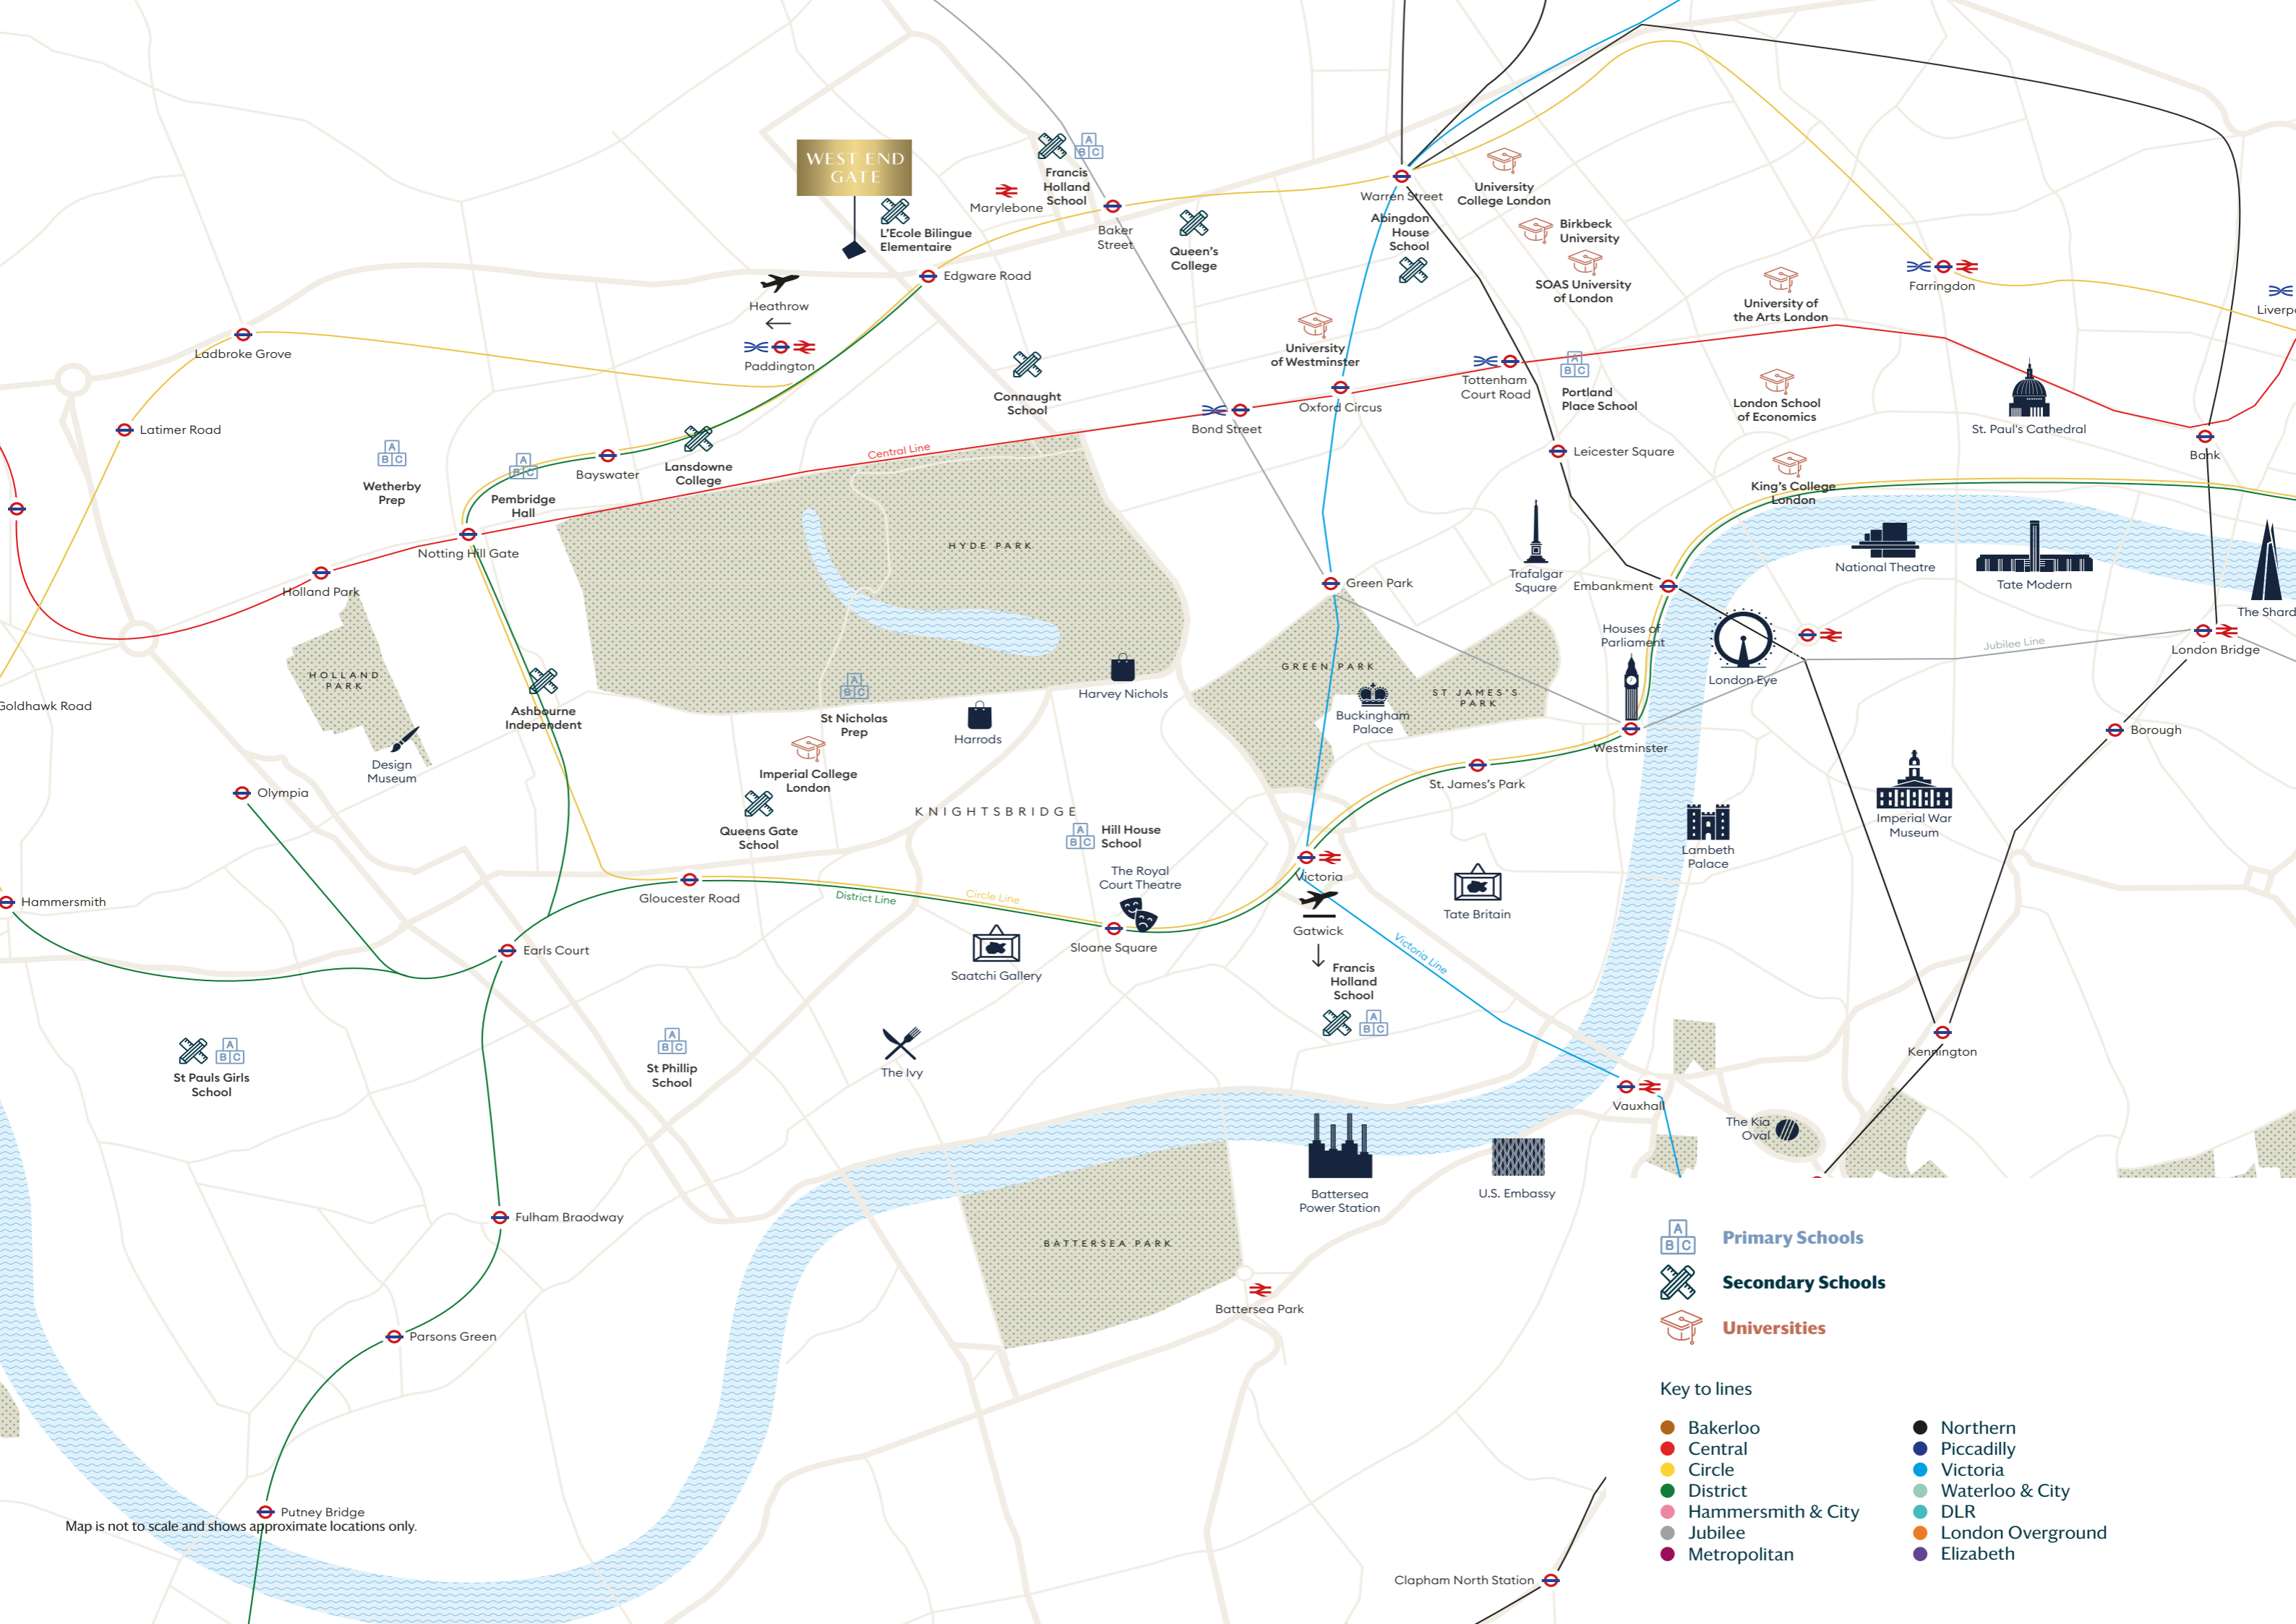 WEST END
GATE
Francis
Holland
School
Marylebone
Baker
Street
L'Ecole Bilingue
Elementaire
Edgware Road
Heathrow
Paddington
Queen's
College
Warren Street
Abingdon
House
School
University
College London
Birkbeck
University
SOAS University
of London
University of
the Arts London
Farringdon
Ladbroke Grove
Latimer Road
University
of Westminster
Connaught
School
Bond Street
Oxford Circus
Tottenham
Court Road
Portland
Place School
London School
of Economics
St. Paul's Cathedral
Bank
Central Line
Leicester Square
Wetherby
Prep
Pembridge
Hall
Bayswater
Lansdowne
College
King's College
London
Notting Hill Gate
Holland Park
HYDE PARK
Green Park
Trafalgar
Square
Embankment
National Theatre
Tate Modern
The Shard
Houses of
Parliament
London Eye
Jubilee Line
London Bridge
HOLLAND
PARK
Goldhawk Road
Ashbourne
Independent
Design
Museum
St Nicholas
Prep
Harvey Nichols
Harrods
GREEN PARK
Buckingham
Palace
ST JAMES'S
PARK
Westminster
Borough
Imperial College
London
St. James's Park
Olympia
KNIGHTSBRIDGE
Queens Gate
School
Hill House
School
Imperial War
Museum
Lambeth
Palace
The Royal
Court Theatre
Victoria
Gatwick
Tate Britain
Hammersmith
Gloucester Road
District Line
Circle Line
Sloane Square
Earls Court
Saatchi Gallery
Victoria Line
Francis
Holland
School
Kennington
St Pauls Girls
School
St Phillip
School
The Ivy
Vauxhall
The Kia
Oval
Battersea
Power Station
U.S. Embassy
Fulham Braodway
BATTERSEA PARK
Battersea Park
Parsons Green
Putney Bridge
Map is not to scale and shows approximate locations only.
Clapham North Station
A
B C
Primary Schools
Secondary Schools
Universities
Key to lines
Bakerloo
Central
Circle
District
Hammersmith & City
Jubilee
Metropolitan
Northern
Piccadilly
Victoria
Waterloo & City
DLR
London Overground
Elizabeth